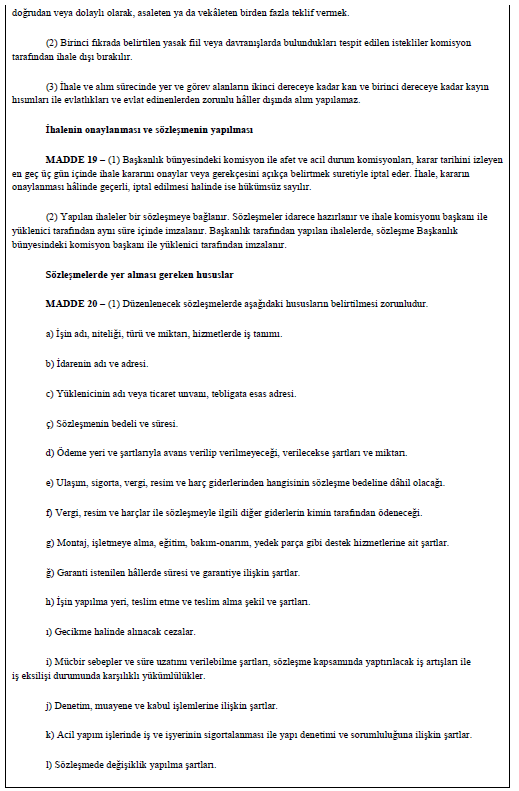 doğrudan veya dolaylı olarak, asaleten ya da vekâleten birden fazla teklif vermek.
(2) Birinci fıkrada belirtilen yasak fiil veya davranışlarda bulundukları tespit edilen istekliler komisyon
tarafından ihale dışı bırakılır.
(3) İhale ve alım sürecinde yer ve görev alanların ikinci dereceye kadar kan ve birinci dereceye kadar kayın
hısımları ile evlatlıkları ve evlat edinenlerden zorunlu hâller dışında alım yapılamaz.
İhalenin onaylanması ve sözleşmenin yapılması
MADDE 19 – (1) Başkanlık bünyesindeki komisyon ile afet ve acil durum komisyonları, karar tarihini izleyen
en geç üç gün içinde ihale kararını onaylar veya gerekçesini açıkça belirtmek suretiyle iptal eder. İhale, kararın
onaylanması hâlinde geçerli, iptal edilmesi halinde ise hükümsüz sayılır.
(2) Yapılan ihaleler bir sözleşmeye bağlanır. Sözleşmeler idarece hazırlanır ve ihale komisyonu başkanı ile
yüklenici tarafından aynı süre içinde imzalanır. Başkanlık tarafından yapılan ihalelerde, sözleşme Başkanlık
bünyesindeki komisyon başkanı ile yüklenici tarafından imzalanır.
Sözleşmelerde yer alması gereken hususlar
MADDE 20 – (1) Düzenlenecek sözleşmelerde aşağıdaki hususların belirtilmesi zorunludur.
a) İşin adı, niteliği, türü ve miktarı, hizmetlerde iş tanımı.
b) İdarenin adı ve adresi.
c) Yüklenicinin adı veya ticaret unvanı, tebligata esas adresi.
ç) Sözleşmenin bedeli ve süresi.
d) Ödeme yeri ve şartlarıyla avans verilip verilmeyeceği, verilecekse şartları ve miktarı.
e) Ulaşım, sigorta, vergi, resim ve harç giderlerinden hangisinin sözleşme bedeline dâhil olacağı.
f) Vergi, resim ve harçlar ile sözleşmeyle ilgili diğer giderlerin kimin tarafından ödeneceği.
g) Montaj, işletmeye alma, eğitim, bakım-onarım, yedek parça gibi destek hizmetlerine ait şartlar.
ğ) Garanti istenilen hâllerde süresi ve garantiye ilişkin şartlar.
h) İşin yapılma yeri, teslim etme ve teslim alma şekil ve şartları.
ı) Gecikme halinde alınacak cezalar.
i) Mücbir sebepler ve süre uzatımı verilebilme şartları, sözleşme kapsamında yaptırılacak iş artışları ile
iş eksilişi durumunda karşılıklı yükümlülükler.
j) Denetim, muayene ve kabul işlemlerine ilişkin şartlar.
k) Acil yapım işlerinde iş ve işyerinin sigortalanması ile yapı denetimi ve sorumluluğuna ilişkin şartlar.
l) Sözleşmede değişiklik yapılma şartları.